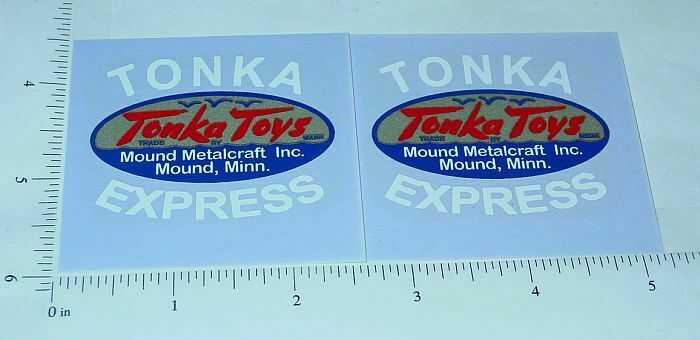 TONKA
Tonka Toys
TRADE BY MARK
Mound Metalcraft Inc.
Mound, Minn.
EXPRESS
TONKA
Tonka Toys
TRADE BY MARK
Mound Metalcraft Inc.
Mound, Minn.
EXPRESS
4
5
6
0 in 1 2 3 4 5